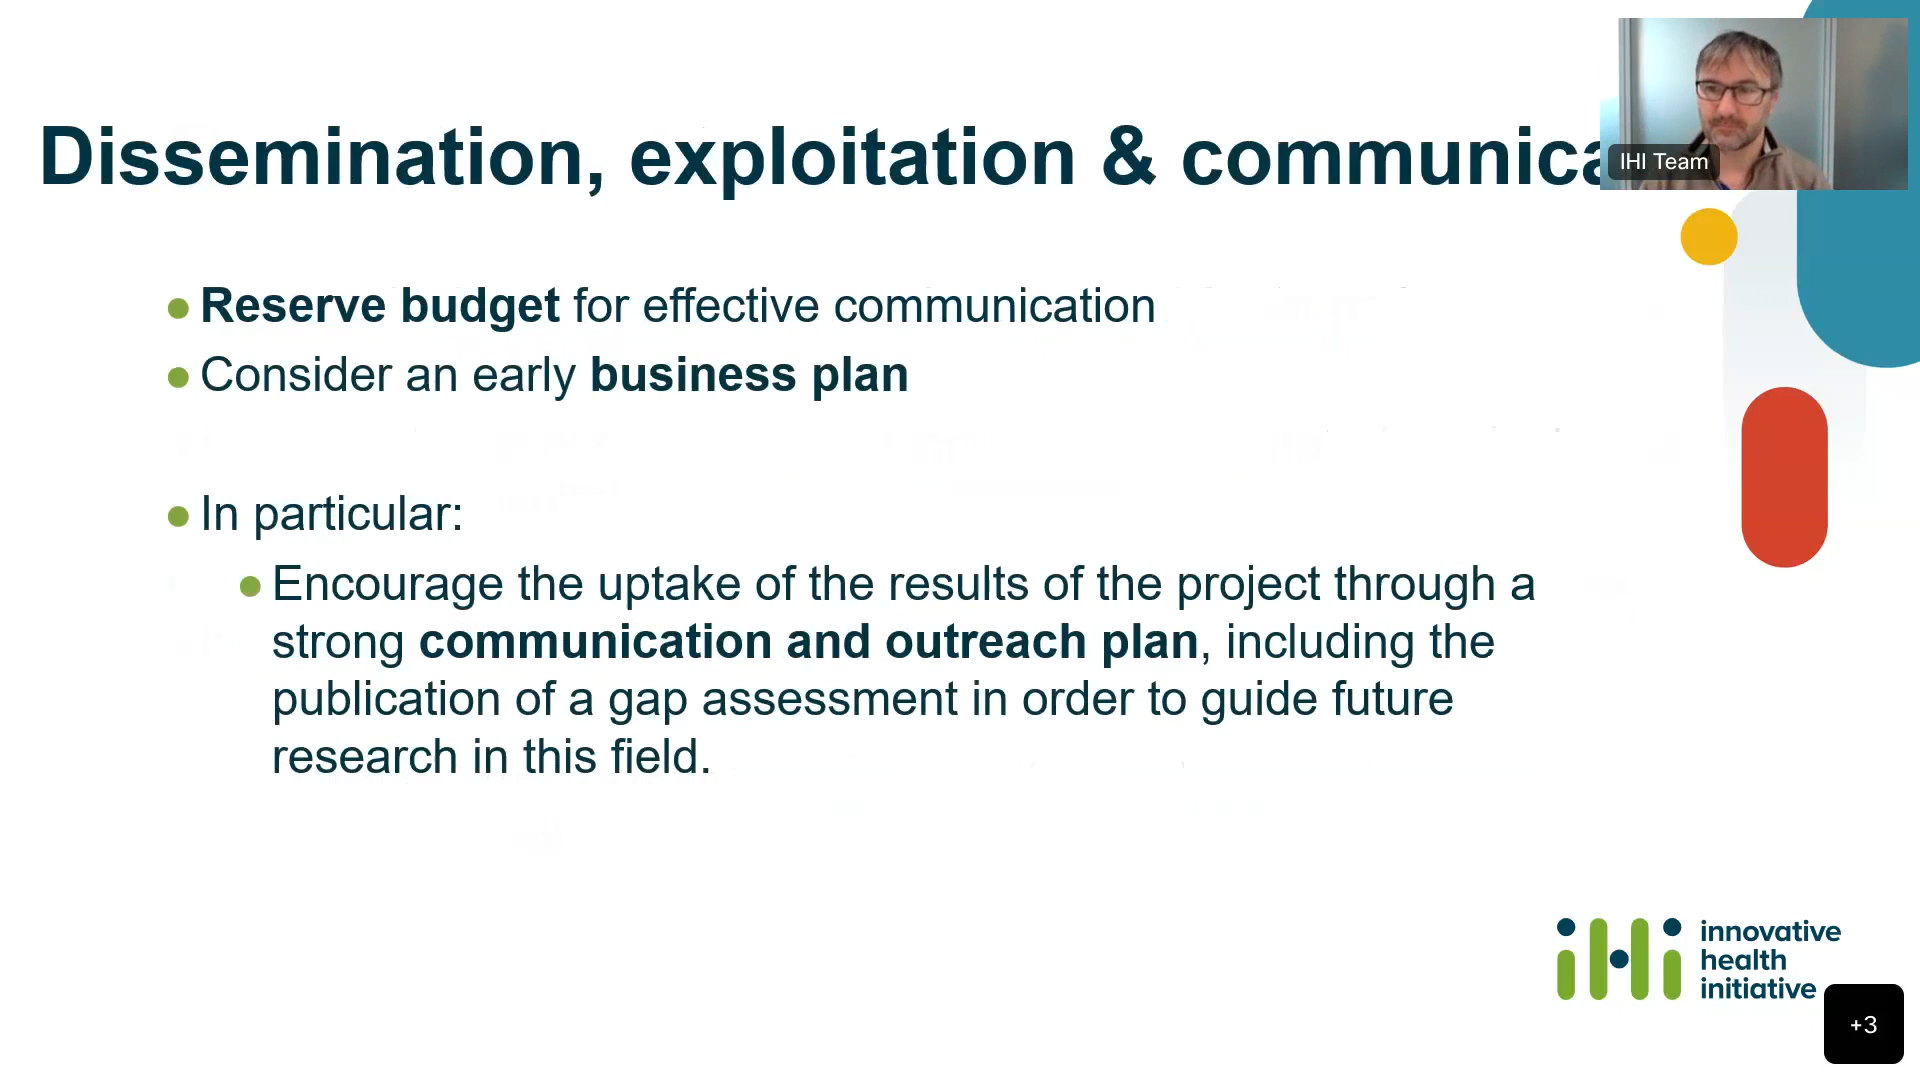 Dissemination, exploitation & communica
IHI Team
Reserve budget for effective communication
Consider an early business plan
In particular:
Encourage the uptake of the results of the project through a
strong communication and outreach plan, including the
publication of a gap assessment in order to guide future
research in this field.
iHi
innovative
health
initiative
+3